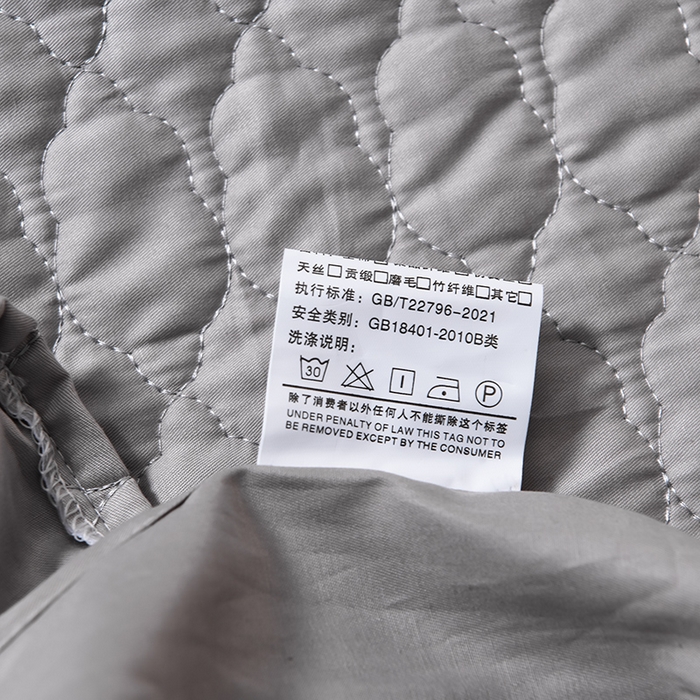 天丝□贡缎□磨毛□竹纤维□其它□
执行标准：GB/T22796-2021
安全类别：GB18401-2010B类
洗涤说明：
30
P
除了消费者以外任何人不能撕除这个标签
UNDER PENALTY OF LAW THIS TAG NOT TO
BE REMOVED EXCEPT BY THE CONSUMER